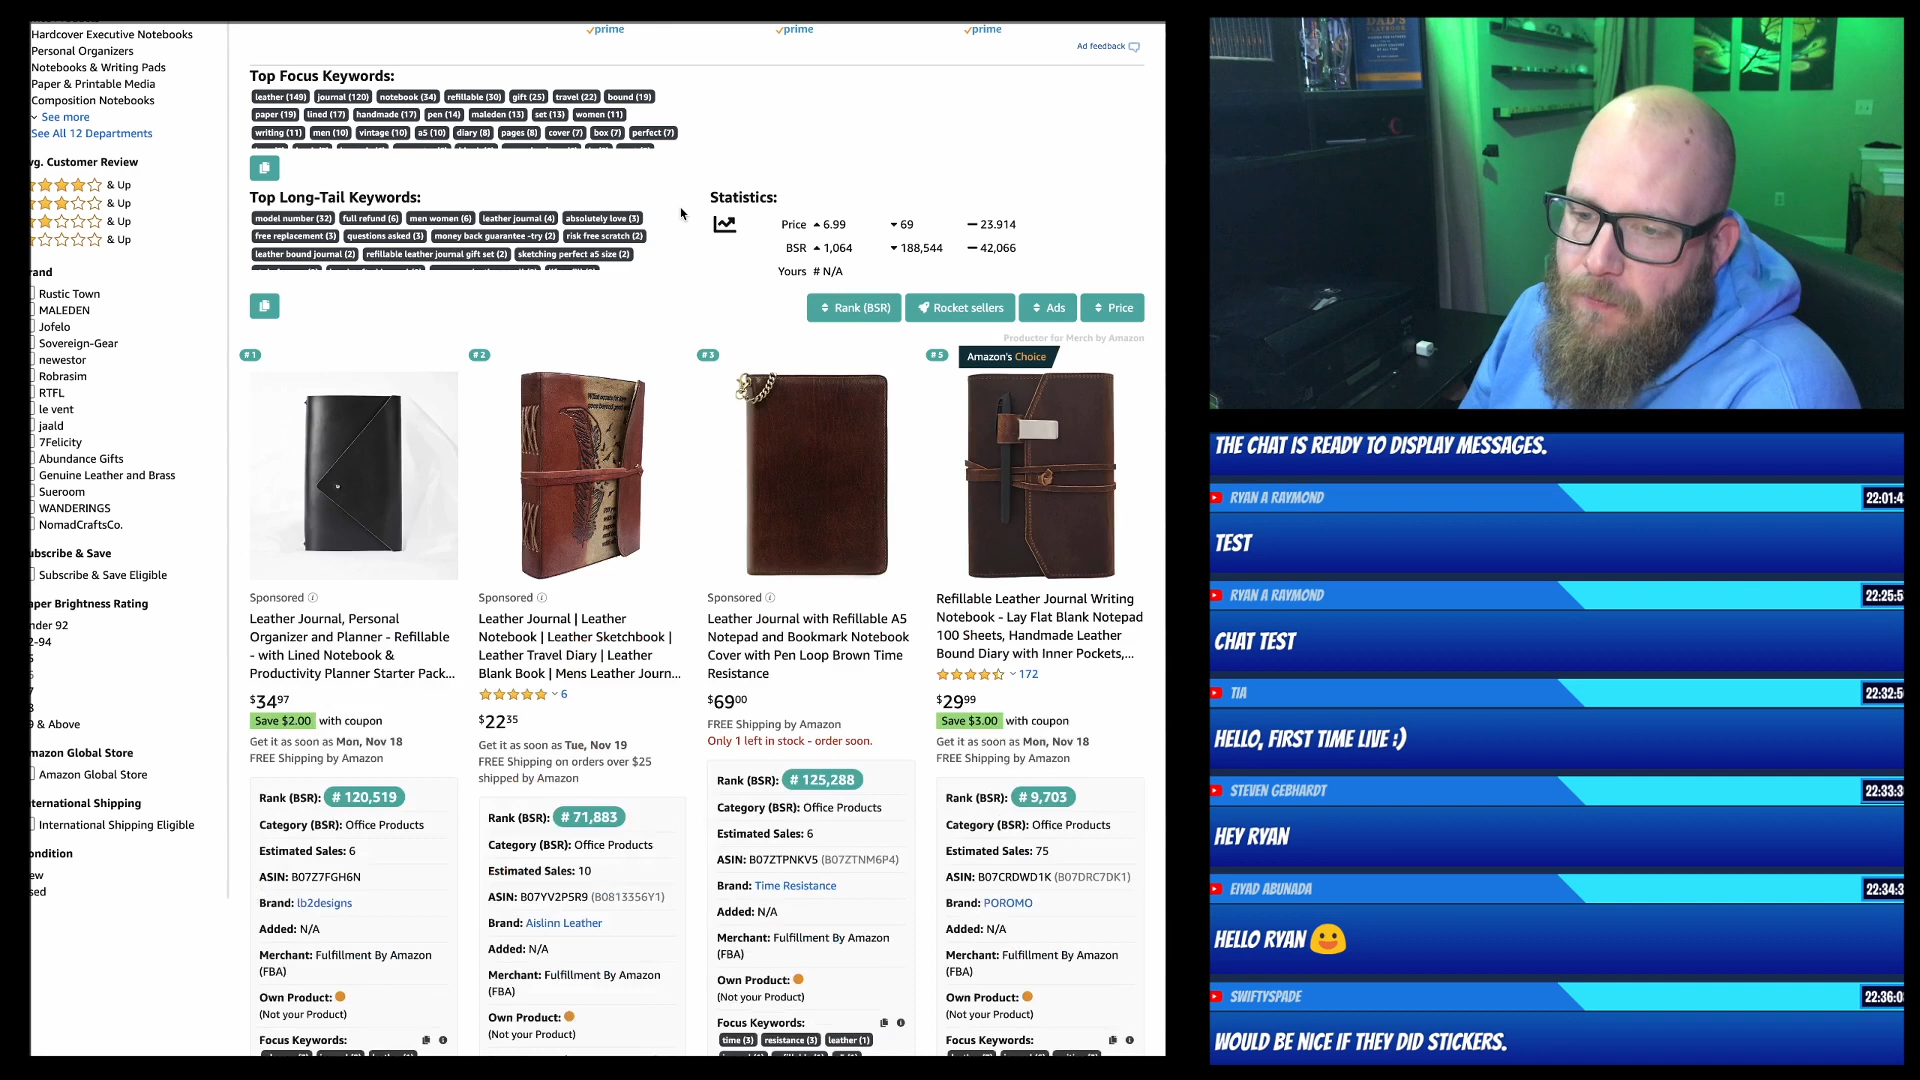 Hardcover Executive Notebooks
Personal Organizers
Notebooks & Writing Pads
Paper & Printable Media
Composition Notebooks
See more
See All 12 Departments
vg. Customer Review
& Up
& Up
& Up
& Up
rand
Rustic Town
MALEDEN
Jofelo
Sovereign-Gear
newestor
Robrasim
RTFL
le vent
jaald
7Felicity
Abundance Gifts
Genuine Leather and Brass
Sueroom
WANDERINGS
NomadCraftsCo.
ubscribe & Save
Subscribe & Save Eligible
aper Brightness Rating
nder 92
2-94
9 & Above
mazon Global Store
Amazon Global Store
nternational Shipping
International Shipping Eligible
ondition
ew
sed
prime prime prime
Ad feedback
Top Focus Keywords:
leather (149) journal (120) notebook (34) refillable (30) gift (25) travel (22) bound (19)
paper (19) lined (17) handmade (17) pen (14) maleden (13) set (13) women (11)
writing (11) men (10) vintage (10) a5 (10) diary (8) pages (8) cover (7) box (7) perfect (7)
Top Long-Tail Keywords:
model number (32) full refund (6) men women (6) leather journal (4) absolutely love (3)
free replacement (3) questions asked (3) money back guarantee -try (2) risk free scratch (2)
leather bound journal (2) refillable leather journal gift set (2) sketching perfect a5 size (2)
Statistics:
Price 6.99 69 23.914
BSR 1,064 188,544 42,066
Yours # N/A
Rank (BSR) Rocket sellers Ads Price
Productor for Merch by Amazon
# 1
Sponsored
Leather Journal, Personal
Organizer and Planner - Refillable
- with Lined Notebook &
Productivity Planner Starter Pack...
$34 97
Save $2.00 with coupon
Get it as soon as Mon, Nov 18
FREE Shipping by Amazon
Rank (BSR): # 120,519
Category (BSR): Office Products
Estimated Sales: 6
ASIN: B07Z7FGH6N
Brand: lb2designs
Added: N/A
Merchant: Fulfillment By Amazon
(FBA)
Own Product:
(Not your Product)
Focus Keywords:
# 2
Sponsored
Leather Journal | Leather
Notebook | Leather Sketchbook |
Leather Travel Diary | Leather
Blank Book | Mens Leather Journ...
6
$22 35
Get it as soon as Tue, Nov 19
FREE Shipping on orders over $25
shipped by Amazon
Rank (BSR): # 71,883
Category (BSR): Office Products
Estimated Sales: 10
ASIN: B07YV2P5R9 (B0813356Y1)
Brand: Aislinn Leather
Added: N/A
Merchant: Fulfillment By Amazon
(FBA)
Own Product:
(Not your Product)
# 3
Sponsored
Leather Journal with Refillable A5
Notepad and Bookmark Notebook
Cover with Pen Loop Brown Time
Resistance
$69 00
FREE Shipping by Amazon
Only 1 left in stock - order soon.
Rank (BSR): # 125,288
Category (BSR): Office Products
Estimated Sales: 6
ASIN: B07ZTPNKV5 (B07ZTNM6P4)
Brand: Time Resistance
Added: N/A
Merchant: Fulfillment By Amazon
(FBA)
Own Product:
(Not your Product)
Focus Keywords:
time (3) resistance (3) leather (1)
# 5
Amazon's Choice
Refillable Leather Journal Writing
Notebook - Lay Flat Blank Notepad
100 Sheets, Handmade Leather
Bound Diary with Inner Pockets,...
172
$29 99
Save $3.00 with coupon
Get it as soon as Mon, Nov 18
FREE Shipping by Amazon
Rank (BSR): # 9,703
Category (BSR): Office Products
Estimated Sales: 75
ASIN: B07CRDWD1K (B07DRC7DK1)
Brand: POROMO
Added: N/A
Merchant: Fulfillment By Amazon
(FBA)
Own Product:
(Not your Product)
Focus Keywords:
DAD'S
PLAYBOOK
THE CHAT IS READY TO DISPLAY MESSAGES.
RYAN A RAYMOND 22:01:4
TEST
RYAN A RAYMOND 22:25:5
CHAT TEST
TIA 22:32:5
HELLO, FIRST TIME LIVE :)
STEVEN GEBHARDT 22:33:3
HEY RYAN
EIYAD ABUNADA 22:34:3
HELLO RYAN
SWIFTYSPADE 22:36:0
WOULD BE NICE IF THEY DID STICKERS.